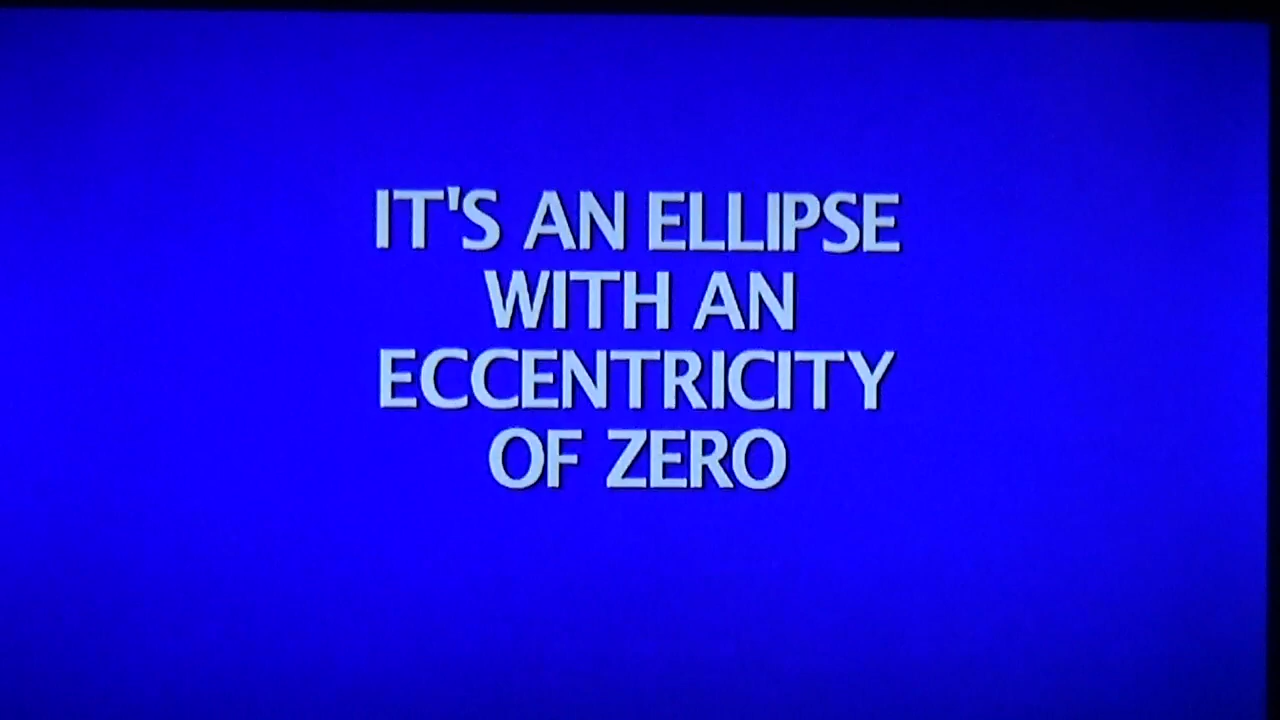 IT'S AN ELLIPSE
WITH AN
ECCENTRICITY
OF ZERO